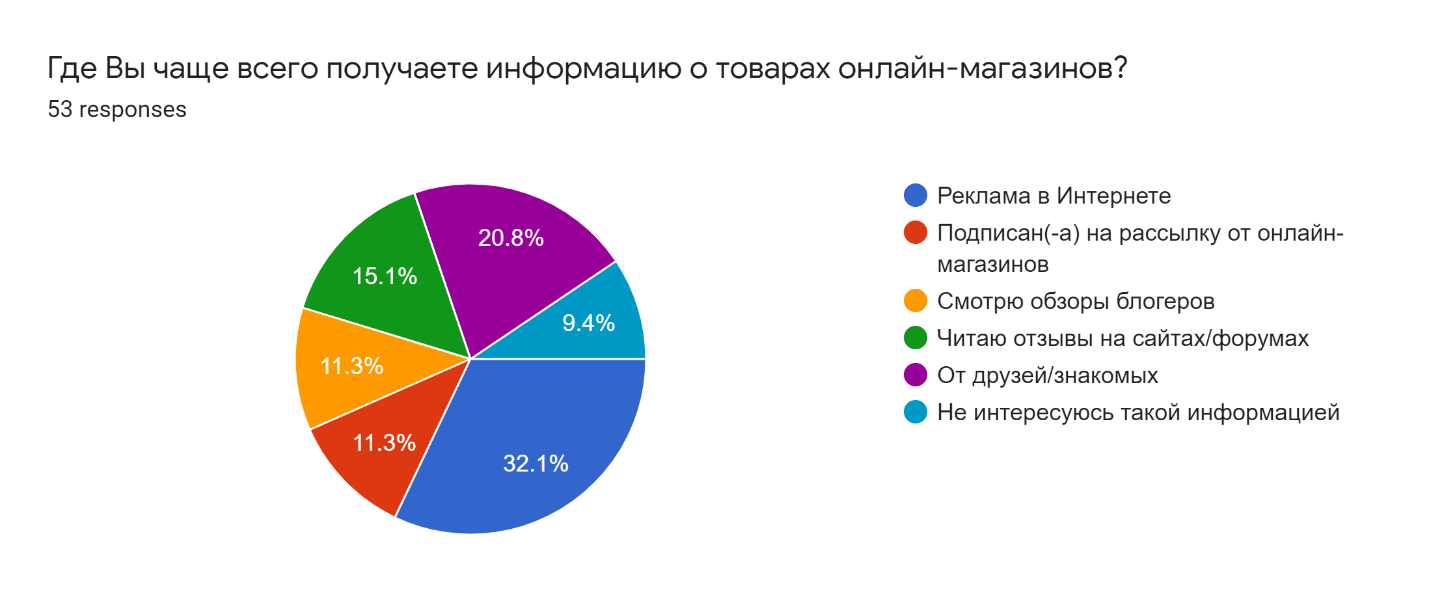 Где Вы чаще всего получаете информацию о товарах онлайн-магазинов?
53 responses
20.8%
15.1%
9.4%
11.3%
11.3%
32.1%
Реклама в Интернете
Подписан(-а) на рассылку от онлайн-
магазинов
Смотрю обзоры блогеров
Читаю отзывы на сайтах/форумах
От друзей/знакомых
Не интересуюсь такой информацией